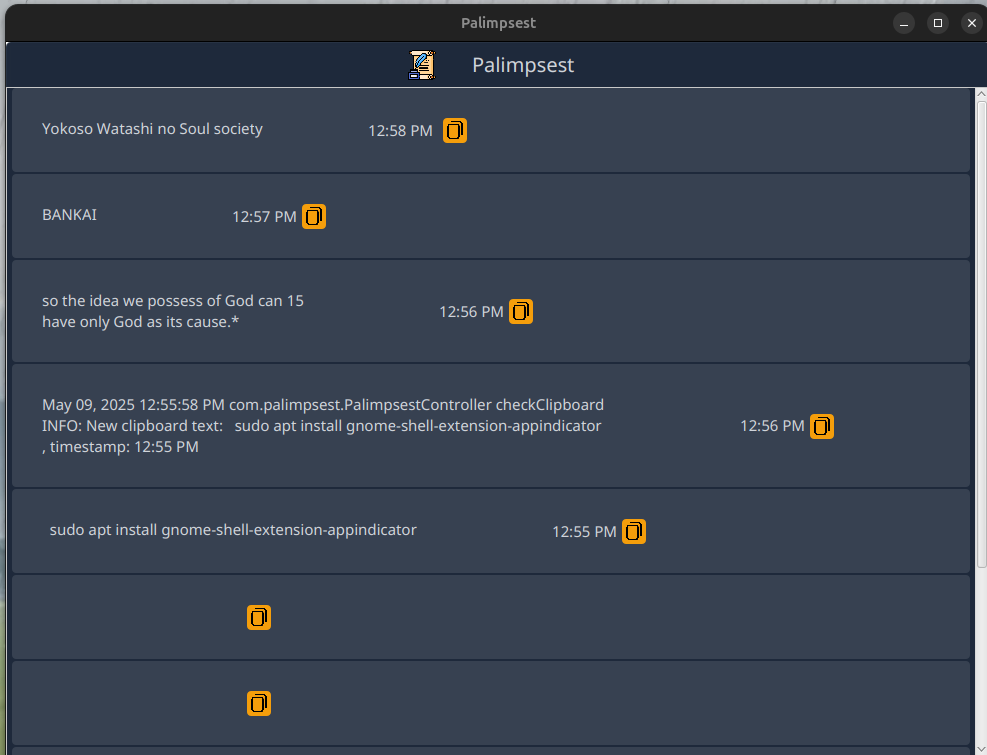 Palimpsest
Palimpsest
Yokoso Watashi no Soul society
12:58 PM
BANKAI
12:57 PM
so the idea we possess of God can 15
have only God as its cause.*
12:56 PM
May 09, 2025 12:55:58 PM com.palimpsest.PalimpsestController checkClipboard
INFO: New clipboard text:   sudo apt install gnome-shell-extension-appindicator
, timestamp: 12:55 PM
12:56 PM
sudo apt install gnome-shell-extension-appindicator
12:55 PM